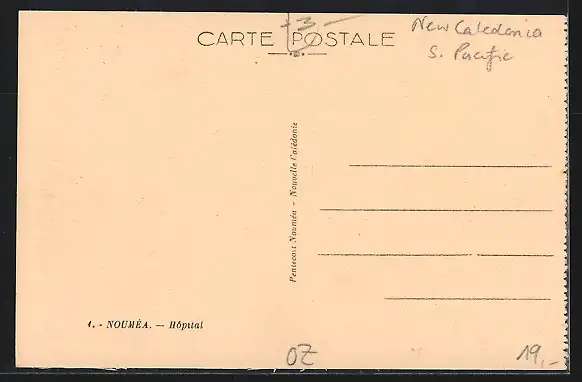 3
CARTE POSTALE
New Caledonia
S. Pacific
Pentecost Nouméa - Nouvelle Calédonie
1. - NOUMÉA. — Hôpital
OZ
19,-